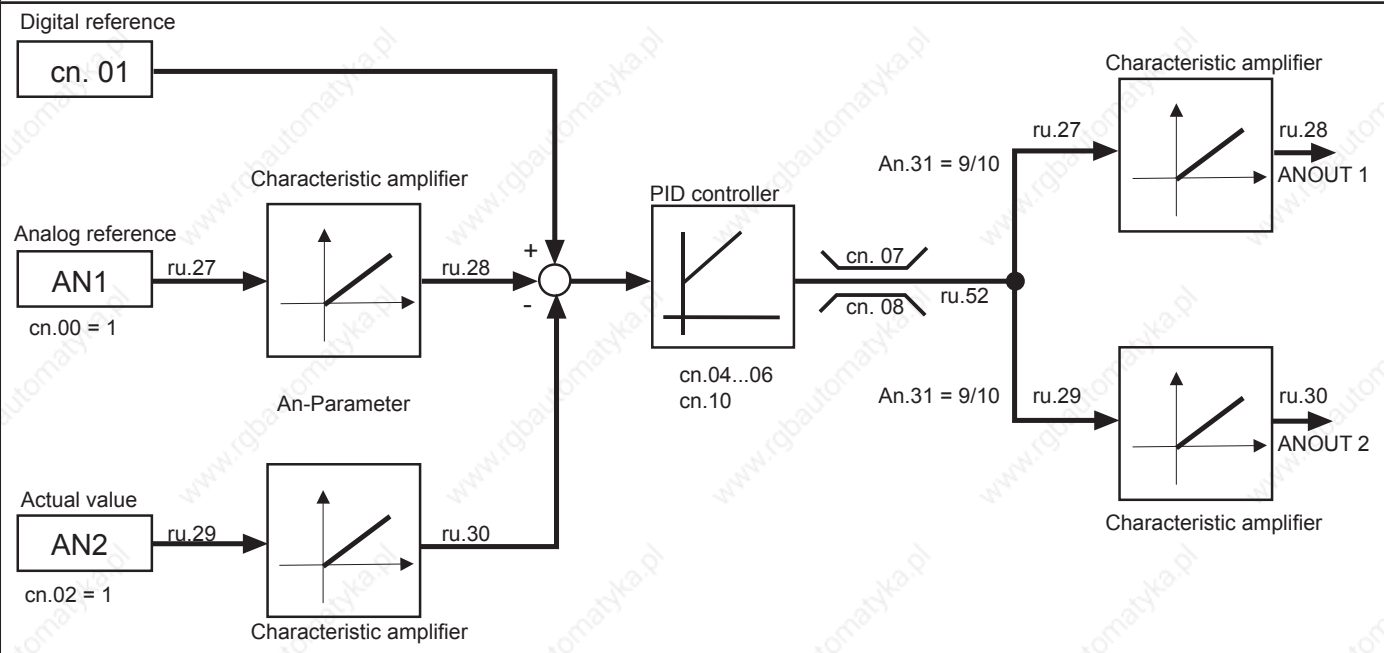 Digital reference
cn. 01
Characteristic amplifier
Analog reference
AN1
cn.00 = 1
ru.27
ru.28
+
-
An-Parameter
Actual value
AN2
cn.02 = 1
ru.29
ru.30
Characteristic amplifier
PID controller
cn.04...06
cn.10
cn. 07
cn. 08
ru.52
An.31 = 9/10
ru.27
Characteristic amplifier
ru.28
ANOUT 1
An.31 = 9/10
ru.29
ru.30
ANOUT 2
Characteristic amplifier
www.rgbautomatyka.pl